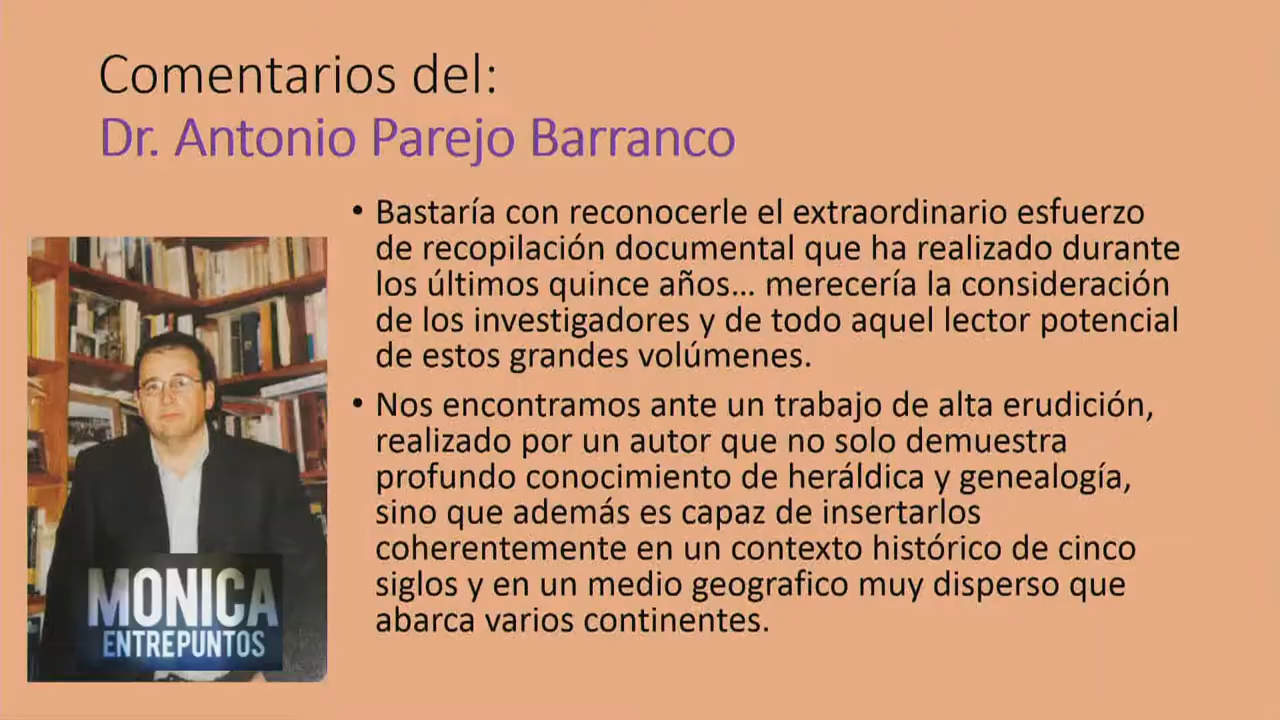 Comentarios del:
Dr. Antonio Parejo Barranco
• Bastaría con reconocerle el extraordinario esfuerzo
de recopilación documental que ha realizado durante
los últimos quince años... merecería la consideración
de los investigadores y de todo aquel lector potencial
de estos grandes volúmenes.
• Nos encontramos ante un trabajo de alta erudición,
realizado por un autor que no solo demuestra
profundo conocimiento de heráldica y genealogía,
sino que además es capaz de insertarlos
coherentemente en un contexto histórico de cinco
siglos y en un medio geografico muy disperso que
abarca varios continentes.
MONICA
ENTREPUNTOS